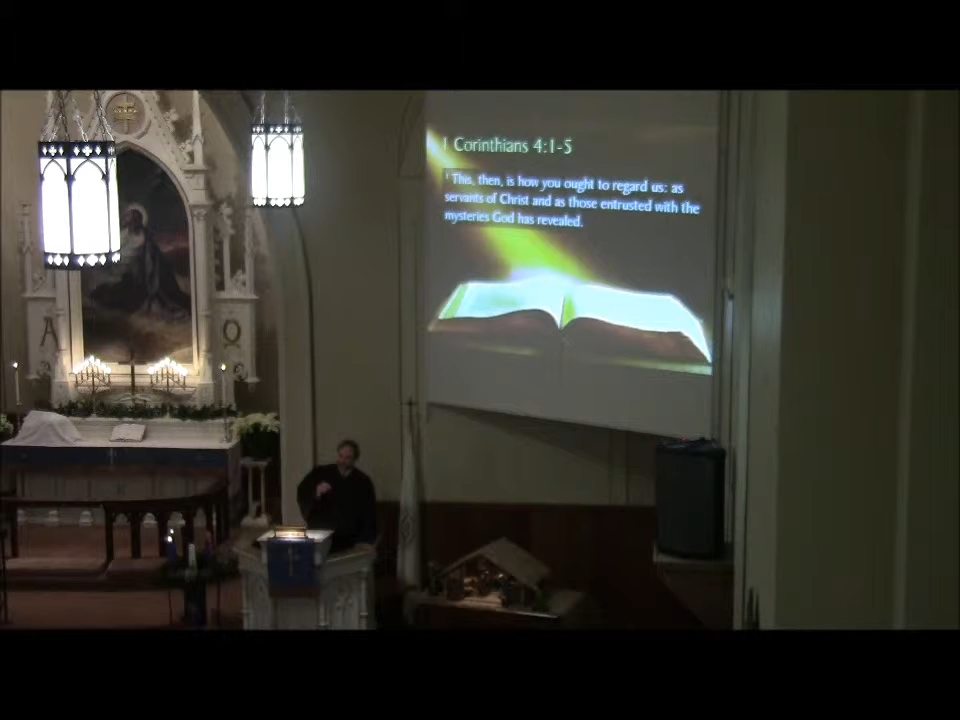 1 Corinthians 4:1-5
¹ This, then, is how you ought to regard us: as
servants of Christ and as those entrusted with the
mysteries God has revealed.
Α Ω